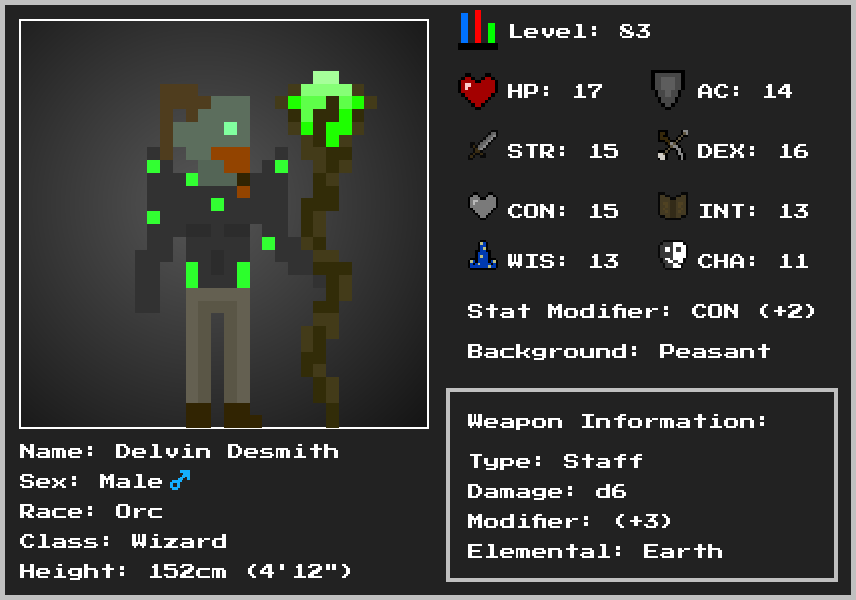 Level: 83
HP: 17
AC: 14
STR: 15
DEX: 16
CON: 15
INT: 13
WIS: 13
CHA: 11
Stat Modifier: CON (+2)
Background: Peasant
Weapon Information:
Type: Staff
Damage: d6
Modifier: (+3)
Elemental: Earth
Name: Delvin Desmith
Sex: Male ♂
Race: Orc
Class: Wizard
Height: 152cm (4'12")